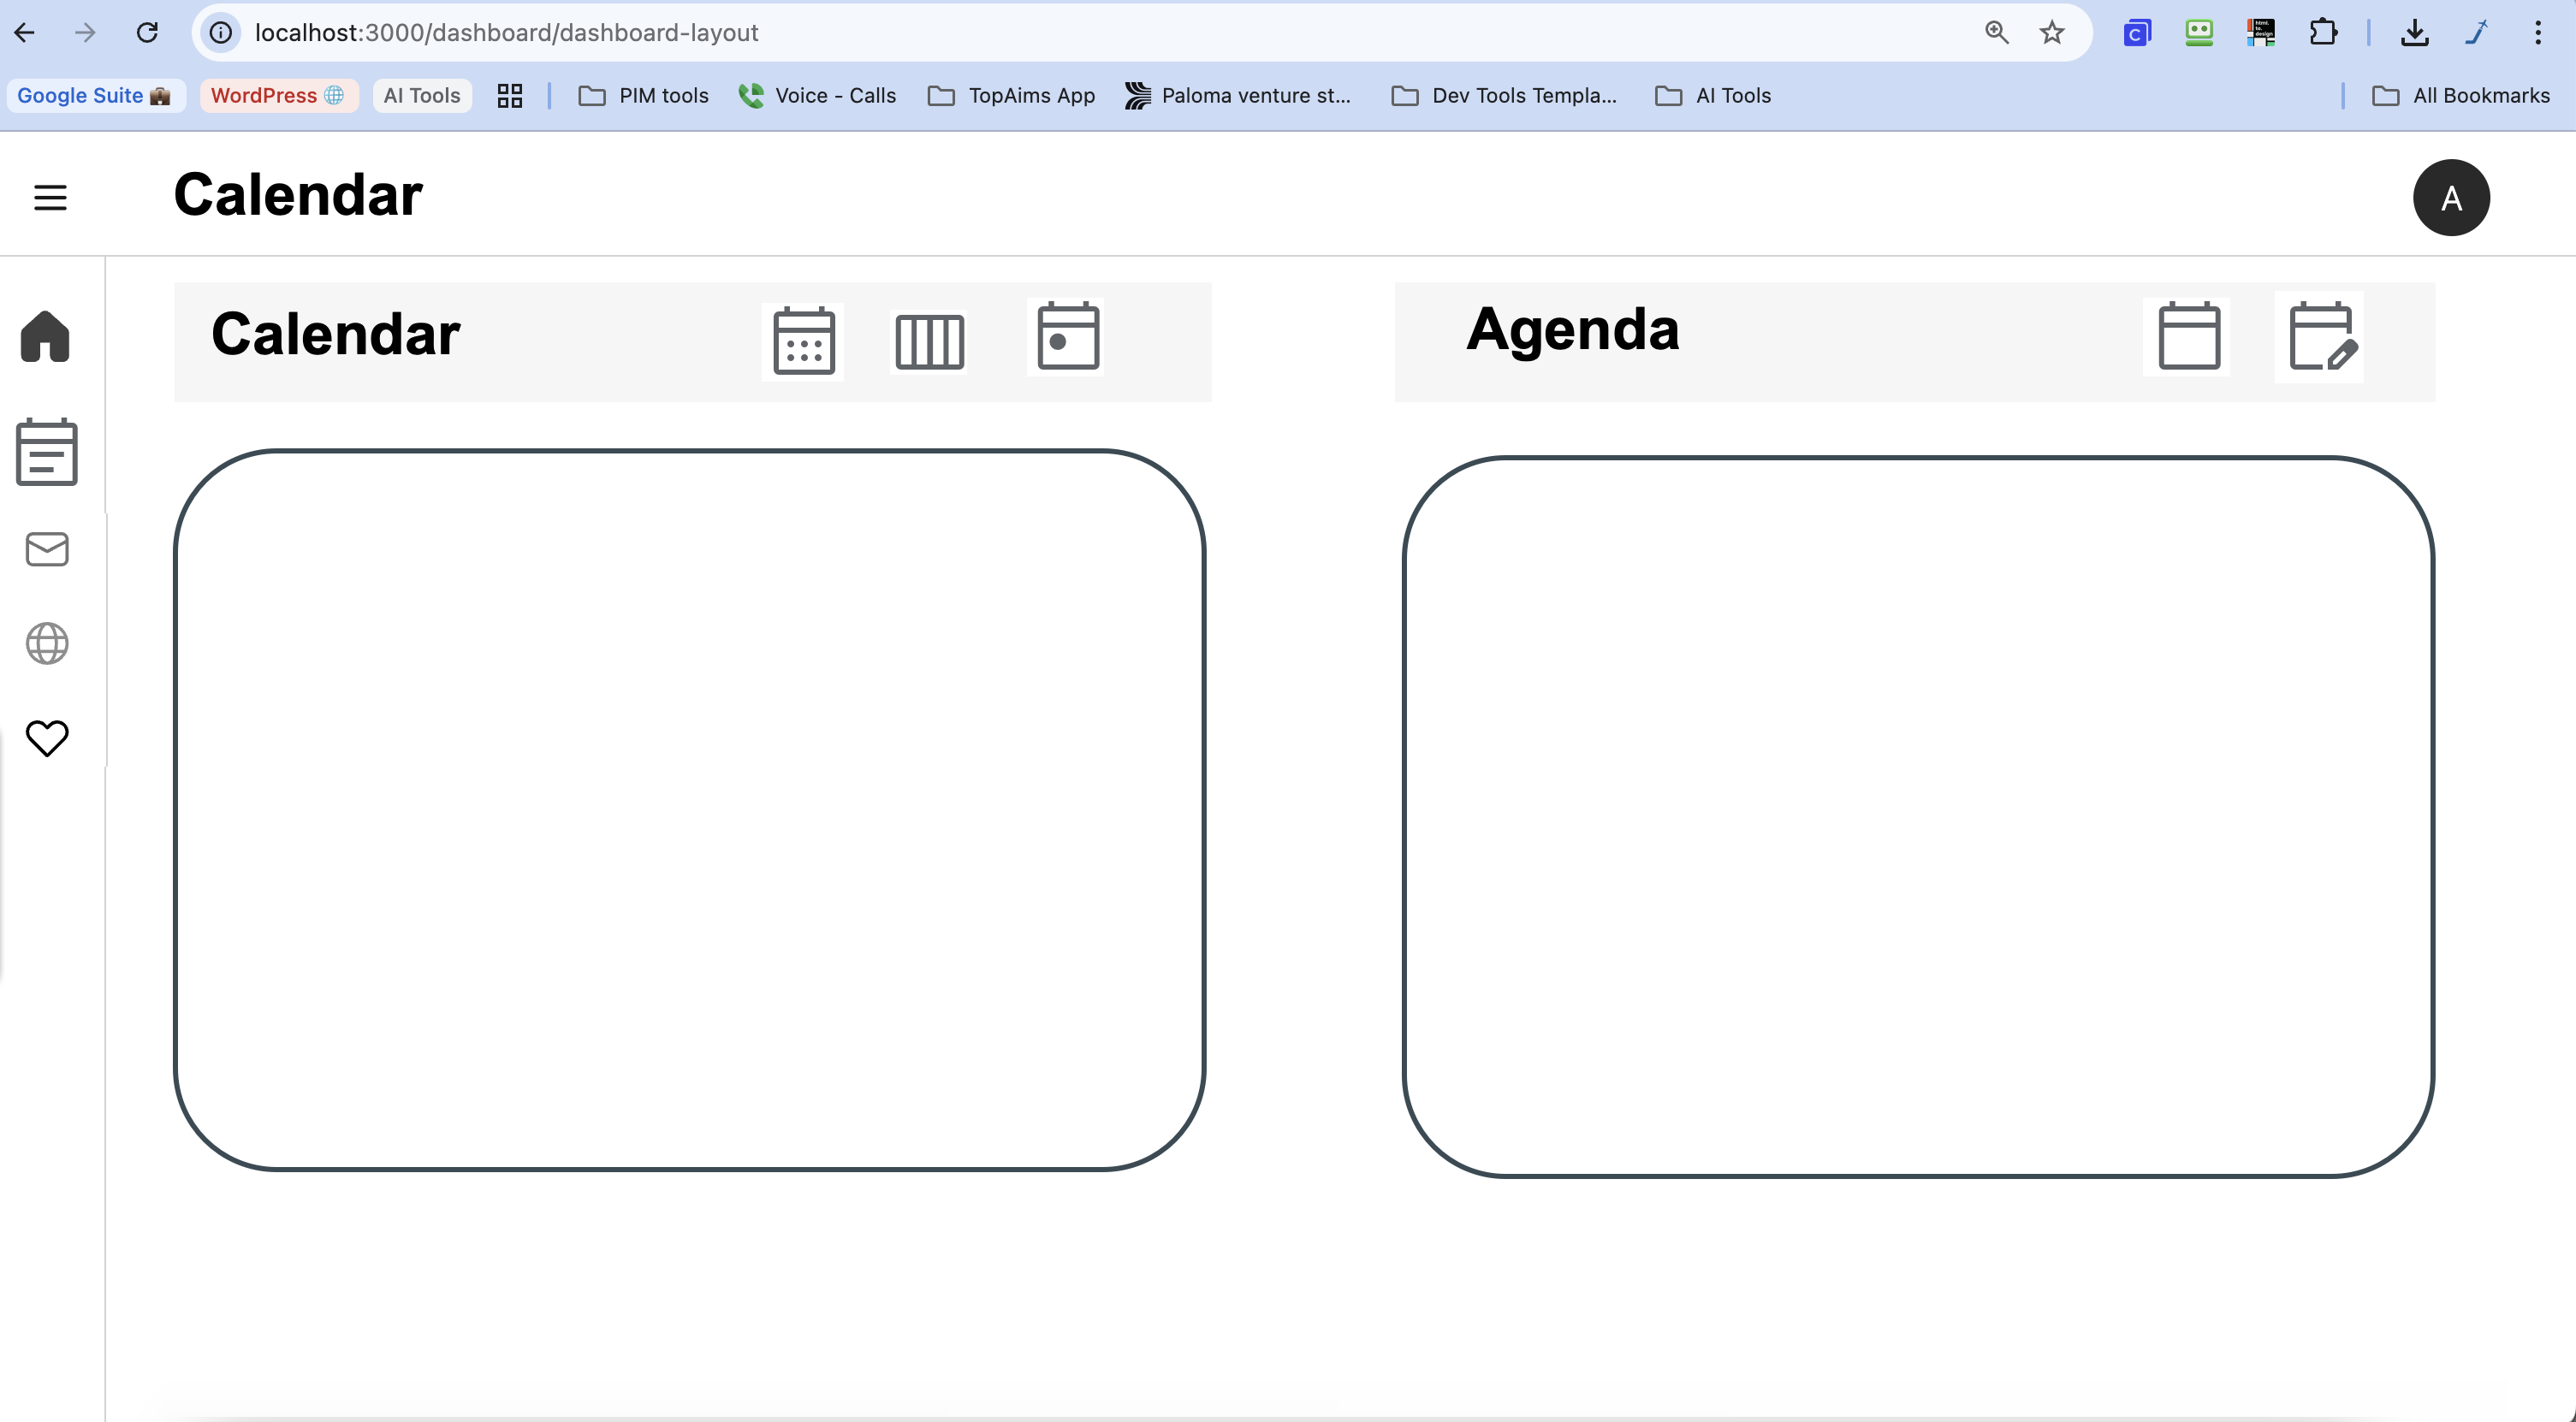 localhost:3000/dashboard/dashboard-layout
Google Suite 💼 WordPress 🌐 AI Tools PIM tools Voice - Calls TopAims App Paloma venture st... Dev Tools Templa... AI Tools All Bookmarks
Calendar A
Calendar Agenda